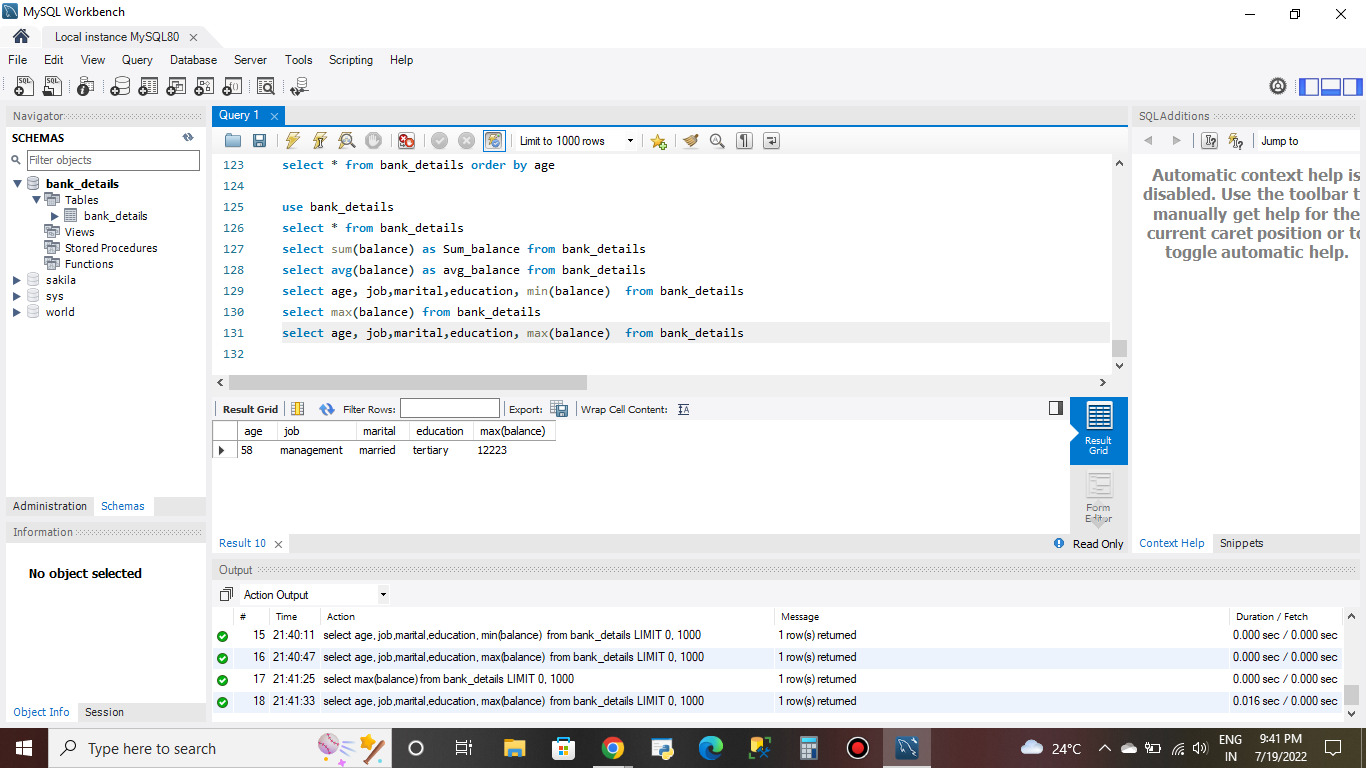 MySQL Workbench
Local instance MySQL80
File Edit View Query Database Server Tools Scripting Help
Navigator
SCHEMAS
Filter objects
bank_details
Tables
bank_details
Views
Stored Procedures
Functions
sakila
sys
world
Administration Schemas
Information
No object selected
Object Info Session
Query 1
Limit to 1000 rows
123 select * from bank_details order by age
124
125 use bank_details
126 select * from bank_details
127 select sum(balance) as Sum_balance from bank_details
128 select avg(balance) as avg_balance from bank_details
129 select age, job,marital,education, min(balance)  from bank_details
130 select max(balance) from bank_details
131 select age, job,marital,education, max(balance)  from bank_details
132
Result Grid Filter Rows: Export: Wrap Cell Content:
age job marital education max(balance)
58 management married tertiary 12223
Result Grid
Form Editor
Result 10 Read Only
SQLAdditions
Jump to
Automatic context help is
disabled. Use the toolbar t
manually get help for the
current caret position or to
toggle automatic help.
Context Help Snippets
Output
Action Output
# Time Action Message Duration / Fetch
15 21:40:11 select age, job,marital,education, min(balance) from bank_details LIMIT 0, 1000 1 row(s) returned 0.000 sec / 0.000 sec
16 21:40:47 select age, job,marital,education, max(balance) from bank_details LIMIT 0, 1000 1 row(s) returned 0.000 sec / 0.000 sec
17 21:41:25 select max(balance) from bank_details LIMIT 0, 1000 1 row(s) returned 0.000 sec / 0.000 sec
18 21:41:33 select age, job,marital,education, max(balance) from bank_details LIMIT 0, 1000 1 row(s) returned 0.016 sec / 0.000 sec
Type here to search
24°C
ENG
IN
9:41 PM
7/19/2022